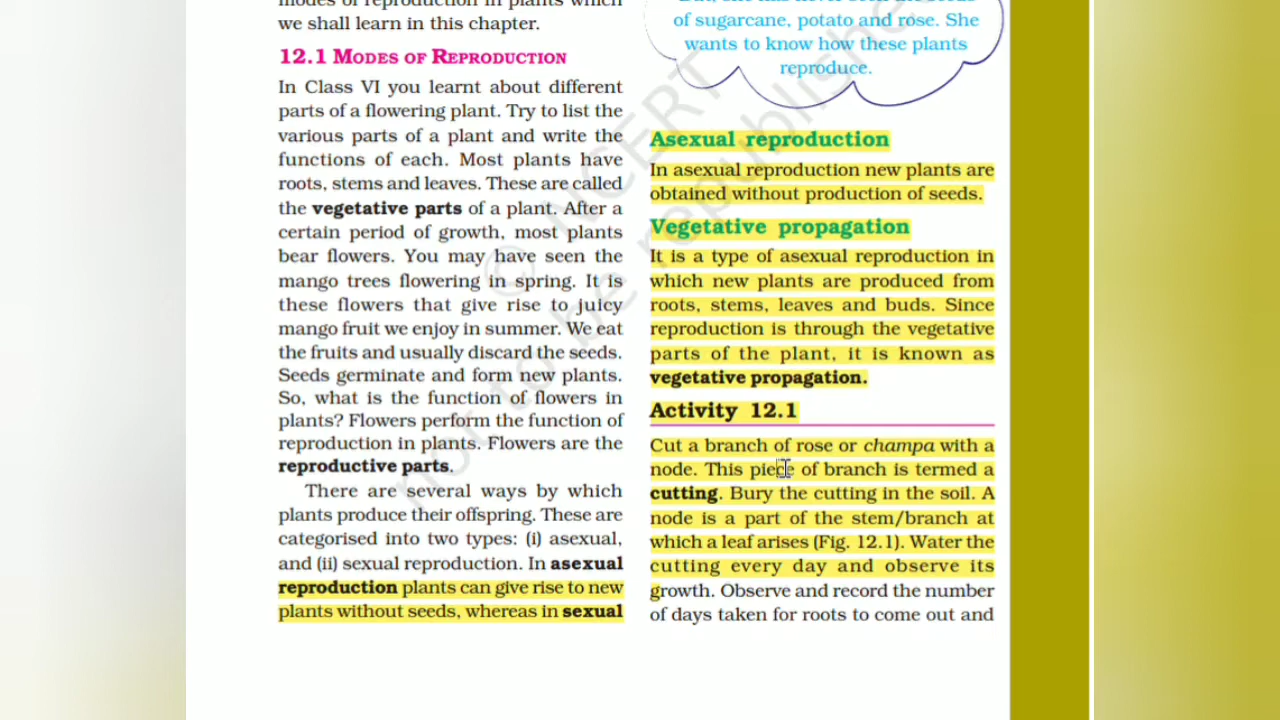 modes of reproduction in plants which
we shall learn in this chapter.
12.1 MODES OF REPRODUCTION
In Class VI you learnt about different
parts of a flowering plant. Try to list the
various parts of a plant and write the
functions of each. Most plants have
roots, stems and leaves. These are called
the vegetative parts of a plant. After a
certain period of growth, most plants
bear flowers. You may have seen the
mango trees flowering in spring. It is
these flowers that give rise to juicy
mango fruit we enjoy in summer. We eat
the fruits and usually discard the seeds.
Seeds germinate and form new plants.
So, what is the function of flowers in
plants? Flowers perform the function of
reproduction in plants. Flowers are the
reproductive parts.
There are several ways by which
plants produce their offspring. These are
categorised into two types: (i) asexual,
and (ii) sexual reproduction. In asexual
reproduction plants can give rise to new
plants without seeds, whereas in sexual
of sugarcane, potato and rose. She
wants to know how these plants
reproduce.
Asexual reproduction
In asexual reproduction new plants are
obtained without production of seeds.
Vegetative propagation
It is a type of asexual reproduction in
which new plants are produced from
roots, stems, leaves and buds. Since
reproduction is through the vegetative
parts of the plant, it is known as
vegetative propagation.
Activity 12.1
Cut a branch of rose or champa with a
node. This piece of branch is termed a
cutting. Bury the cutting in the soil. A
node is a part of the stem/branch at
which a leaf arises (Fig. 12.1). Water the
cutting every day and observe its
growth. Observe and record the number
of days taken for roots to come out and
© NCERT
not to be republished